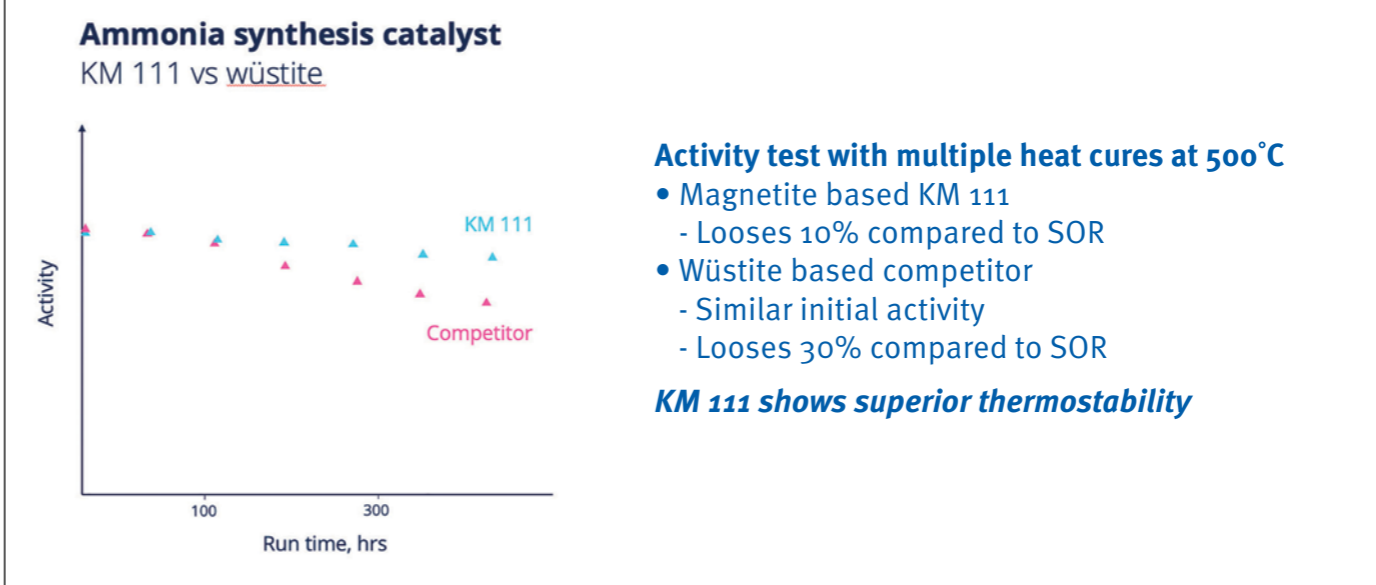 Ammonia synthesis catalyst
KM 111 vs wüstite
Activity
KM 111
Competitor
100
300
Run time, hrs
Activity test with multiple heat cures at 500˚C
• Magnetite based KM 111
- Looses 10% compared to SOR
• Wüstite based competitor
- Similar initial activity
- Looses 30% compared to SOR
KM 111 shows superior thermostability